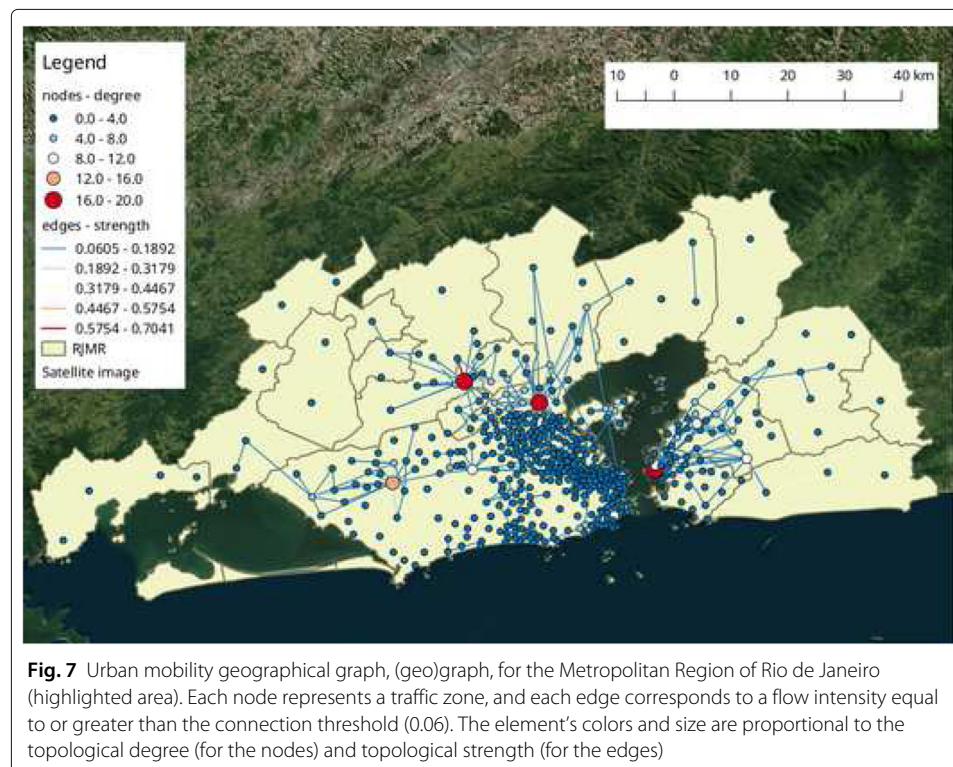 Legend
nodes - degree
0.0 - 4.0
4.0 - 8.0
8.0 - 12.0
12.0 - 16.0
16.0 - 20.0
edges - strength
0.0605 - 0.1892
0.1892 - 0.3179
0.3179 - 0.4467
0.4467 - 0.5754
0.5754 - 0.7041
RJMR
Satellite image
10 0 10 20 30 40 km
Fig. 7 Urban mobility geographical graph, (geo)graph, for the Metropolitan Region of Rio de Janeiro
(highlighted area). Each node represents a traffic zone, and each edge corresponds to a flow intensity equal
to or greater than the connection threshold (0.06). The element's colors and size are proportional to the
topological degree (for the nodes) and topological strength (for the edges)